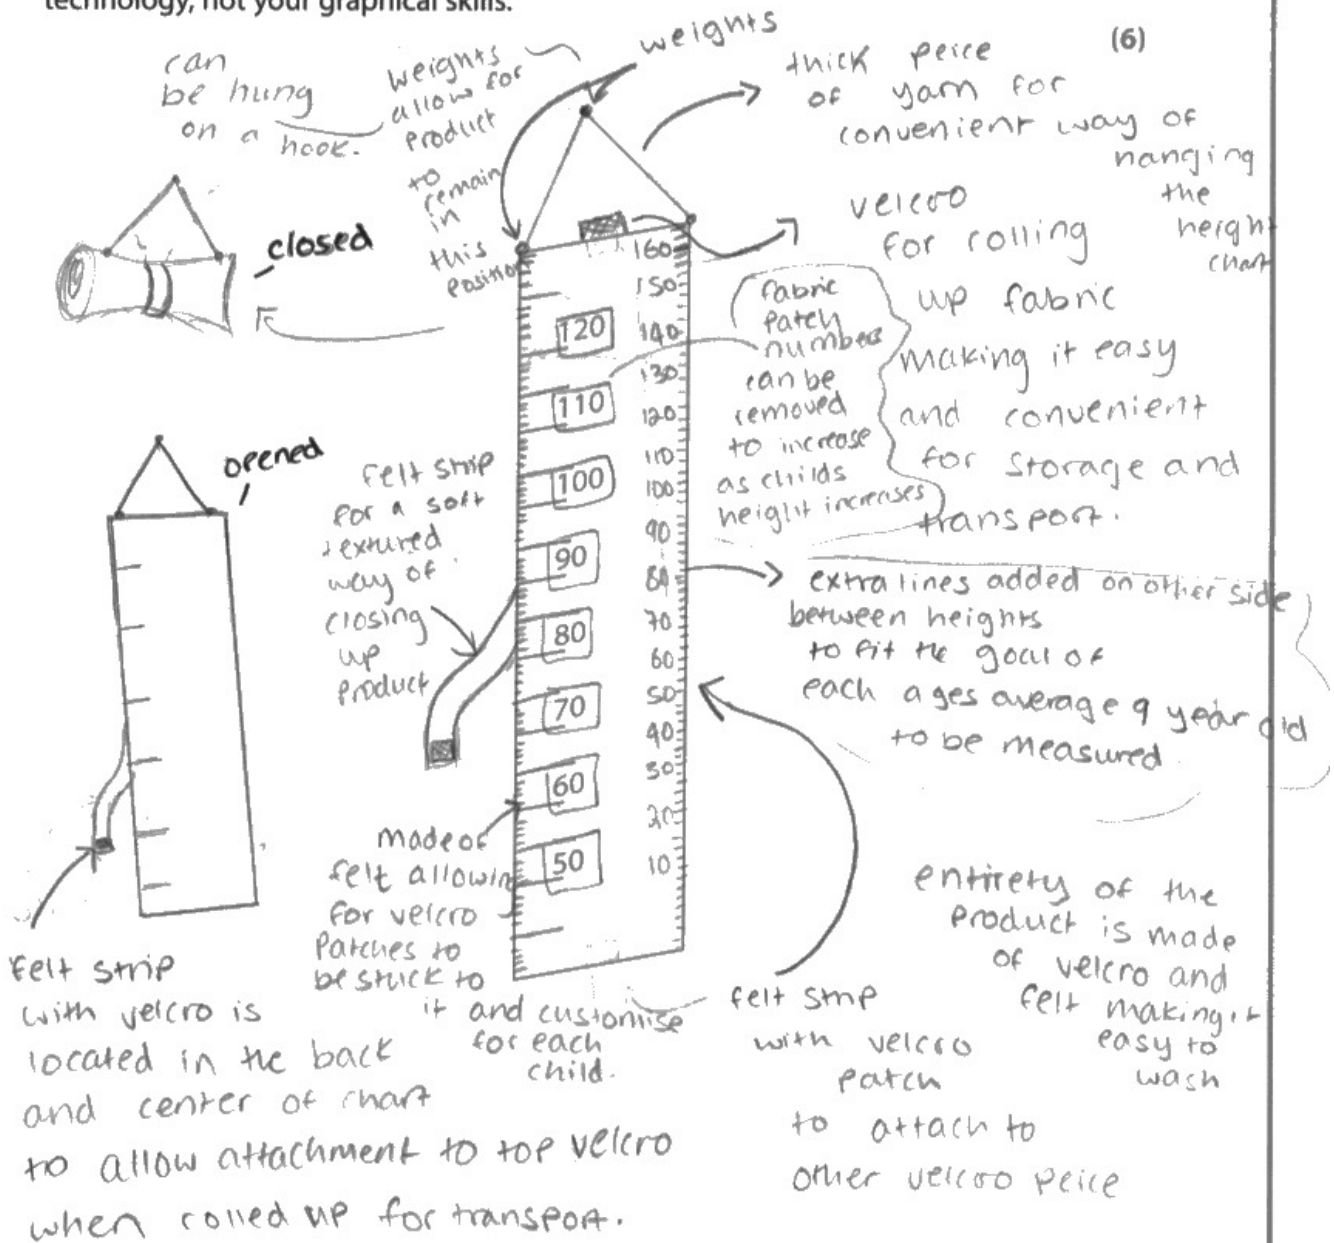 technology, not your graphical skills.
(6)
can
be hung
on a hook.
weights
allow for
product
to
remain
in
this
position
weights
thick peice
of yarn for
convenient way of
hanging
the
height
chart
closed
velcro
for rolling
up fabric
making it easy
and convenient
for storage and
transport.
fabric
patch
numbers
can be
removed
to increase
as childs
height increases
opened
felt strip
for a soft
textured
way of
closing
up
product
120
110
100
90
80
70
60
50
160
150
140
130
120
110
100
90
80
70
60
50
40
30
20
10
extra lines added on other side
between heights
to fit the goal of
each ages average 9 year old
to be measured
made of
felt allowing
for velcro
patches to
be stuck to
it and customise
for each
child.
felt strip
with velcro is
located in the back
and center of chart
to allow attachment to top velcro
when rolled up for transport.
felt strip
with velcro
patch
to attach to
other velcro peice
entirety of the
product is made
of velcro and
felt making it
easy to
wash